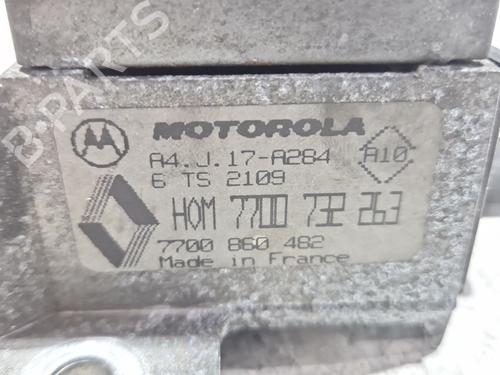 B-PARTS
MOTOROLA
A4.J.17-A284
A10
6 TS 2109
HOM 7700 732 263
7700 860 482
Made in France